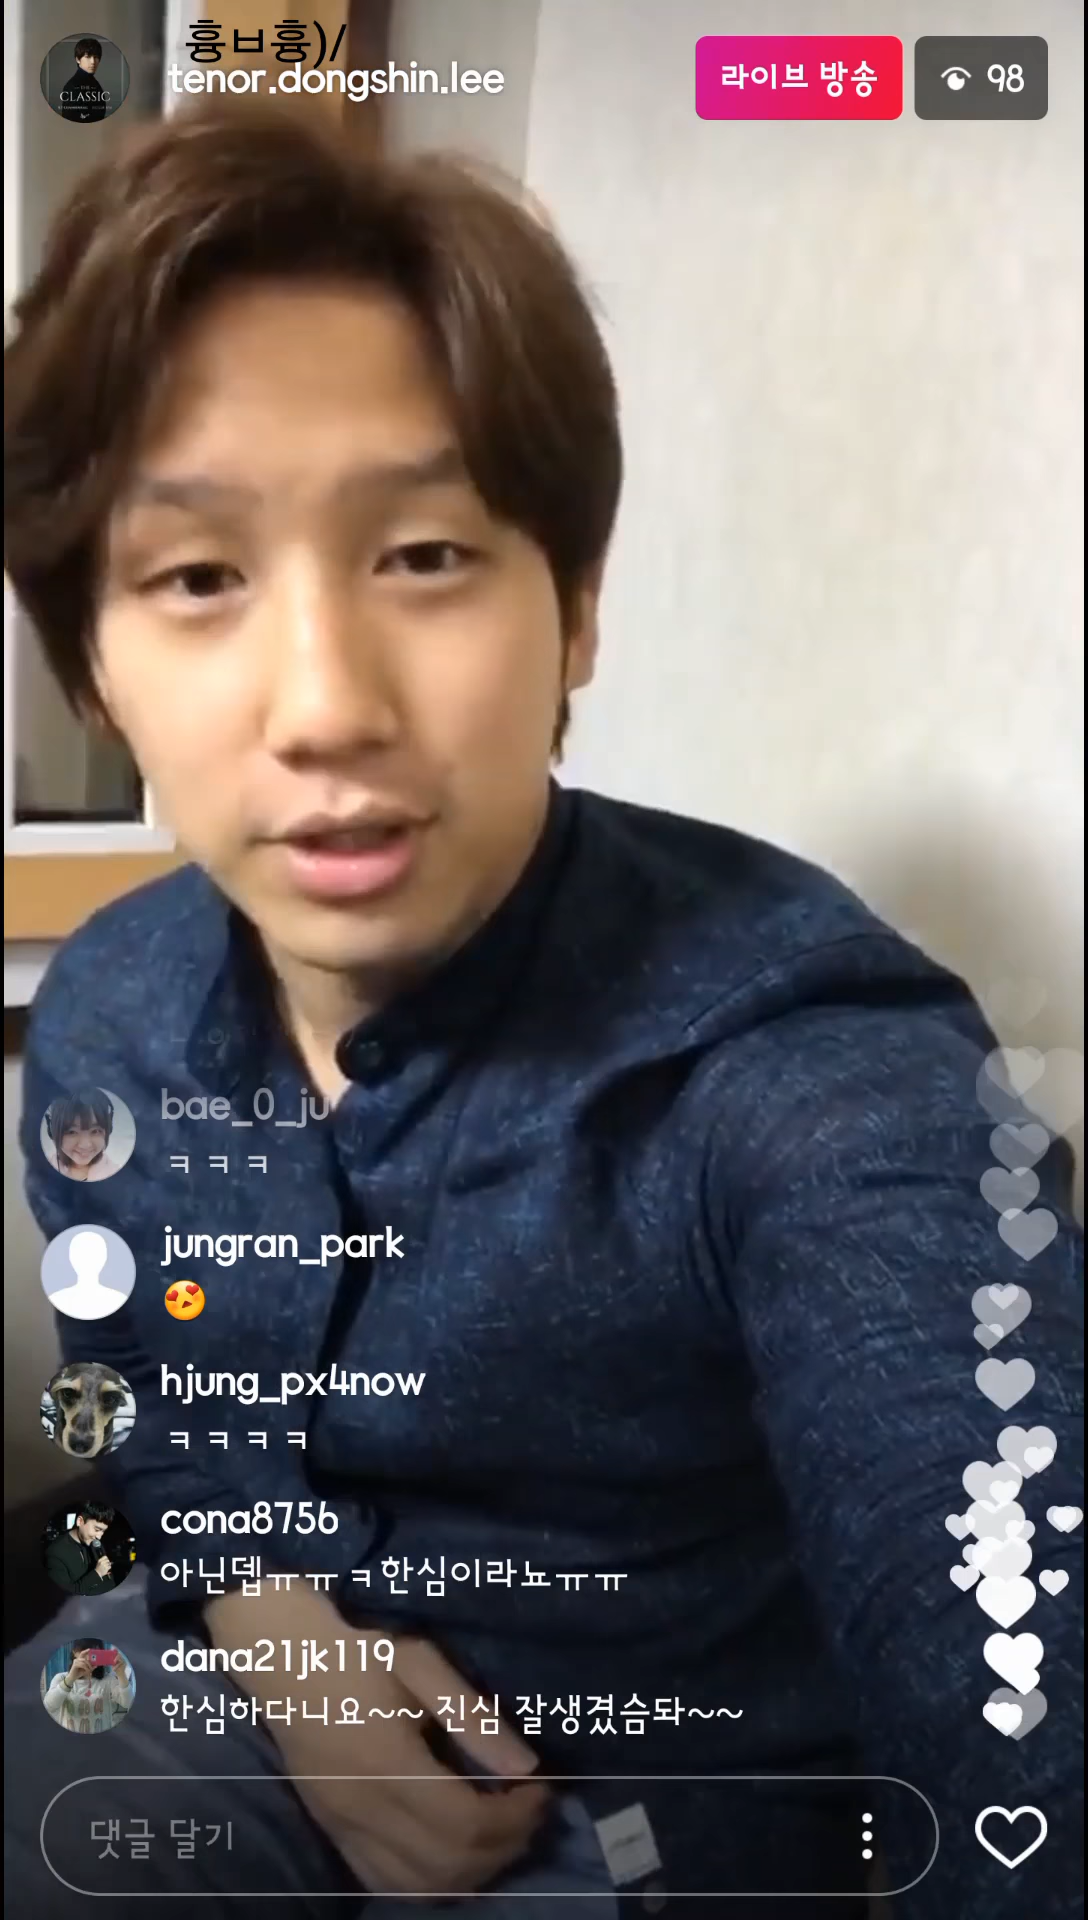 흉ㅂ흉)/
tenor.dongshin.lee
라이브 방송
98
CLASSIC
bae_0_ju
ㅋㅋㅋ
jungran_park
😍
hjung_px4now
ㅋㅋㅋㅋ
cona8756
아닌뎁ㅠㅠㅋ한심이라뇨ㅠㅠ
dana21jk119
한심하다니요~~ 진심 잘생겼슴돠~~
댓글 달기